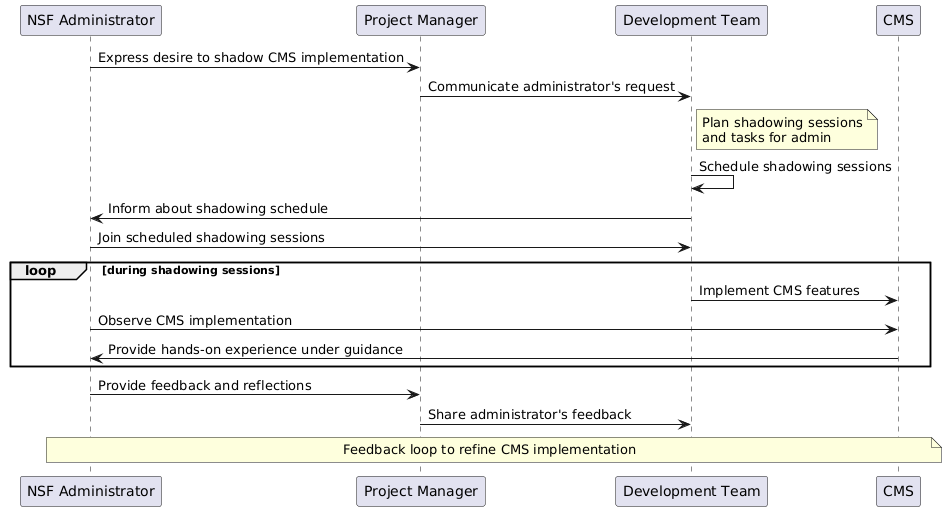 NSF Administrator
Project Manager
Development Team
CMS
Express desire to shadow CMS implementation
Communicate administrator's request
Plan shadowing sessions
and tasks for admin
Schedule shadowing sessions
Inform about shadowing schedule
Join scheduled shadowing sessions
loop
[during shadowing sessions]
Implement CMS features
Observe CMS implementation
Provide hands-on experience under guidance
Provide feedback and reflections
Share administrator's feedback
Feedback loop to refine CMS implementation
NSF Administrator
Project Manager
Development Team
CMS